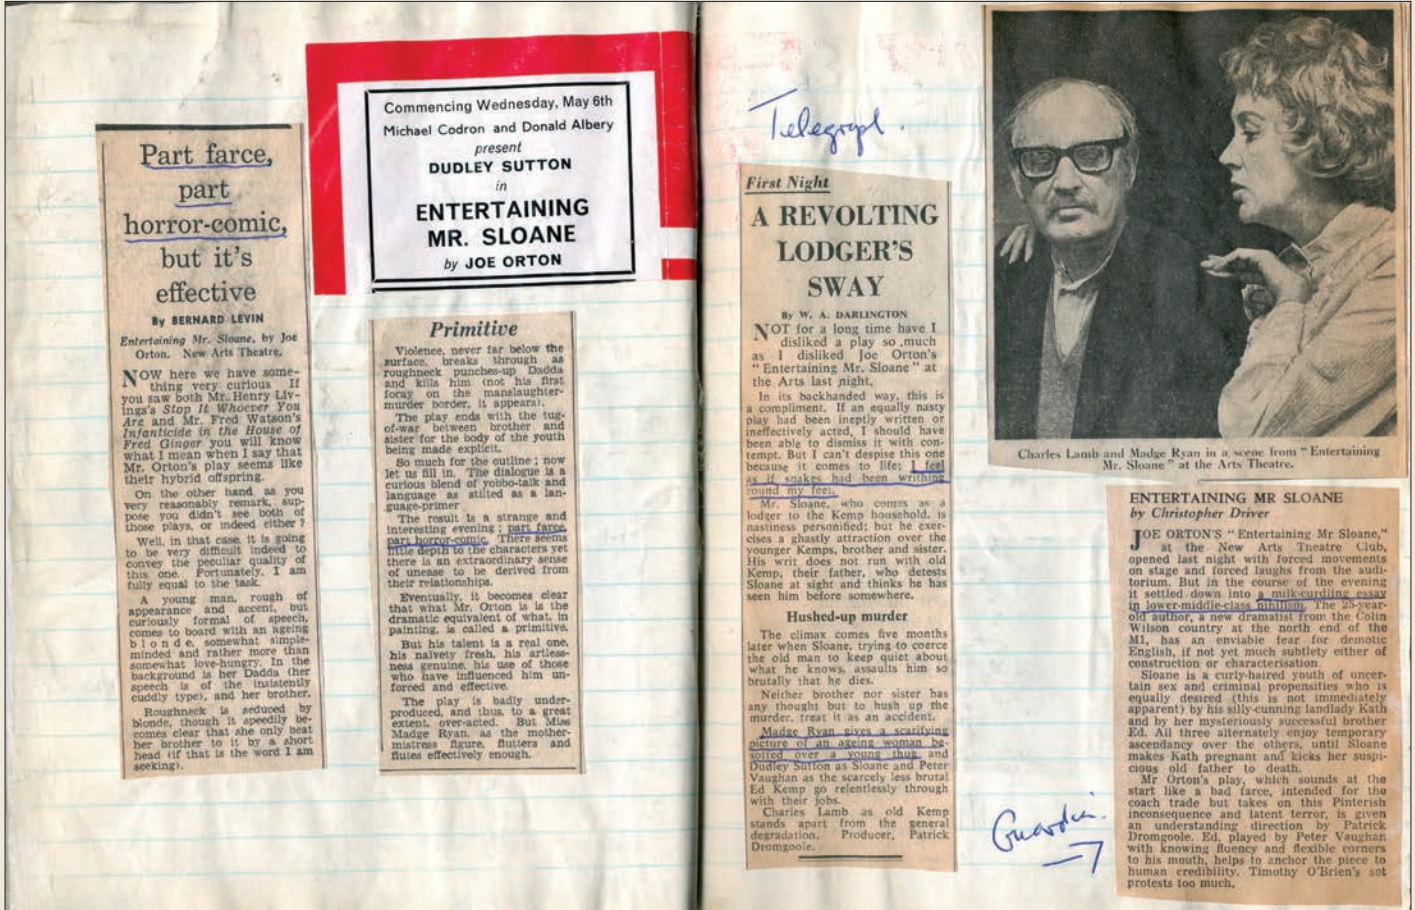 Part farce,
part
horror-comic,
but it's
effective
By BERNARD LEVIN
Entertaining Mr. Sloane, by Joe
Orton. New Arts Theatre.
NOW here we have some-
thing very curious If
you saw both Mr. Henry Liv-
ings's Stop It Whoever You
Are and Mr. Fred Watson's
Infanticide in the House of
Fred Ginger you will know
what I mean when I say that
Mr. Orton's play seems like
their hybrid offspring.
On the other hand, as you
very reasonably remark, sup-
pose you didn't see both of
those plays, or indeed either?
Well, in that case, it is going
to be very difficult indeed to
convey the peculiar quality of
this one. Fortunately, I am
fully equal to the task.
A young man, rough of
appearance and accent, but
curiously formal of speech,
comes to board with an ageing
blonde, somewhat simple-
minded and rather more than
somewhat love-hungry. In the
background is her Dadda (her
speech is of the insistently
cuddly type), and her brother.
Roughneck is seduced by
blonde, though it speedily be-
comes clear that she only beat
her brother to it by a short
head (if that is the word I am
seeking).
Commencing Wednesday, May 6th
Michael Codron and Donald Albery
present
DUDLEY SUTTON
in
ENTERTAINING
MR. SLOANE
by JOE ORTON
Primitive
Violence, never far below the
surface, breaks through as
roughneck punches-up Dadda
and kills him (not his first
foray on the manslaughter-
murder border, it appears).
The play ends with the tug-
of-war between brother and
sister for the body of the youth
being made explicit.
So much for the outline; now
let us fill in. The dialogue is a
curious blend of yobbo-talk and
language as stilted as a lan-
guage-primer
The result is a strange and
interesting evening; part farce,
part horror-comic. There seems
little depth to the characters yet
there is an extraordinary sense
of unease to be derived from
their relationships.
Eventually, it becomes clear
that what Mr. Orton is is the
dramatic equivalent of what, in
painting, is called a primitive.
But his talent is a real one,
his naivety fresh, his artless-
ness genuine, his use of those
who have influenced him un-
forced and effective.
The play is badly under-
produced, and thus, to a great
extent, over-acted. But Miss
Madge Ryan, as the mother-
mistress figure, flutters and
flutes effectively enough.
Telegraph.
First Night
A REVOLTING
LODGER'S
SWAY
By W. A. DARLINGTON
NOT for a long time have I
disliked a play so much
as I disliked Joe Orton's
"Entertaining Mr. Sloane" at
the Arts last night.
In its backhanded way, this is
a compliment. If an equally nasty
play had been ineptly written or
ineffectively acted, I should have
been able to dismiss it with con-
tempt. But I can't despise this one
because it comes to life; I feel
as if snakes had been writhing
round my feet.
Mr. Sloane, who comes as a
lodger to the Kemp household, is
nastiness personified; but he exer-
cises a ghastly attraction over the
younger Kemps, brother and sister.
His writ does not run with old
Kemp, their father, who detests
Sloane at sight and thinks he has
seen him before somewhere.
Hushed-up murder
The climax comes five months
later when Sloane, trying to coerce
the old man to keep quiet about
what he knows, assaults him so
brutally that he dies.
Neither brother nor sister has
any thought but to hush up the
murder, treat it as an accident.
Madge Ryan gives a scarifying
picture of an ageing woman be-
sotted over a young thug, and
Dudley Sutton as Sloane and Peter
Vaughan as the scarcely less brutal
Ed Kemp go relentlessly through
with their jobs.
Charles Lamb as old Kemp
stands apart from the general
degradation. Producer, Patrick
Dromgoole.
Charles Lamb and Madge Ryan in a scene from "Entertaining
Mr. Sloane" at the Arts Theatre.
Guardian.
ENTERTAINING MR SLOANE
by Christopher Driver
JOE ORTON'S "Entertaining Mr Sloane,"
at the New Arts Theatre Club,
opened last night with forced movements
on stage and forced laughs from the audi-
torium. But in the course of the evening
it settled down into a milk-curdling essay
in lower-middle-class nihilism. The 25-year-
old author, a new dramatist from the Colin
Wilson country at the north end of the
M1, has an enviable fear for demotic
English, if not yet much subtlety either of
construction or characterisation.
Sloane is a curly-haired youth of uncer-
tain sex and criminal propensities who is
equally desired (this is not immediately
apparent) by his silly-cunning landlady Kath
and by her mysteriously successful brother
Ed. All three alternately enjoy temporary
ascendancy over the others, until Sloane
makes Kath pregnant and kicks her suspi-
cious old father to death.
Mr Orton's play, which sounds at the
start like a bad farce, intended for the
coach trade but takes on this Pinterish
inconsequence and latent terror, is given
an understanding direction by Patrick
Dromgoole. Ed, played by Peter Vaughan
with knowing fluency and flexible corners
to his mouth, helps to anchor the piece to
human credibility. Timothy O'Brien's set
protests too much.